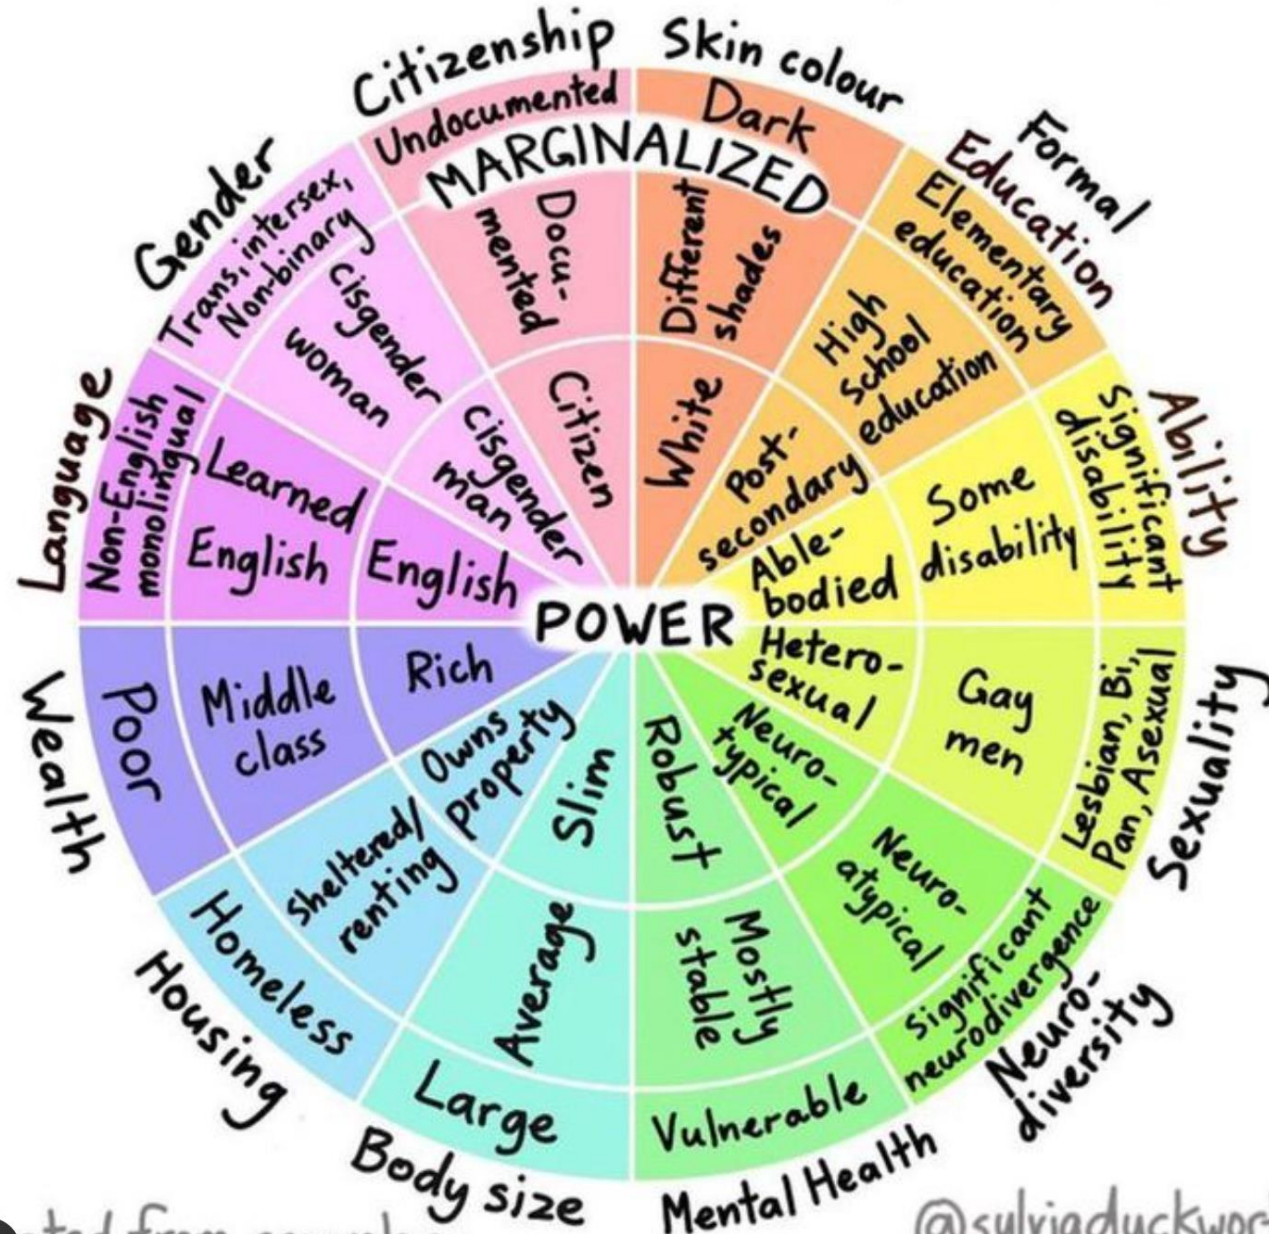 Citizenship
Undocumented
Docu-
mented
Citizen
Skin colour
Dark
Different
shades
White
Formal
Education
Elementary
education
High
school
education
Post-
secondary
Ability
Significant
disability
Some
disability
Able-
bodied
Sexuality
Lesbian, Bi,
Pan, Asexual
Gay
men
Hetero-
sexual
Neuro-
diversity
Significant
neurodivergence
Neuro-
atypical
Neuro-
typical
Mental Health
Vulnerable
Mostly
stable
Robust
Body size
Large
Average
Slim
Housing
Homeless
Sheltered/
renting
Owns
property
Wealth
Poor
Middle
class
Rich
Language
Non-English
monolingual
Learned
English
English
Gender
Trans, intersex,
Non-binary
Cisgender
woman
Cisgender
man
MARGINALIZED
POWER
@sylviaduckwor